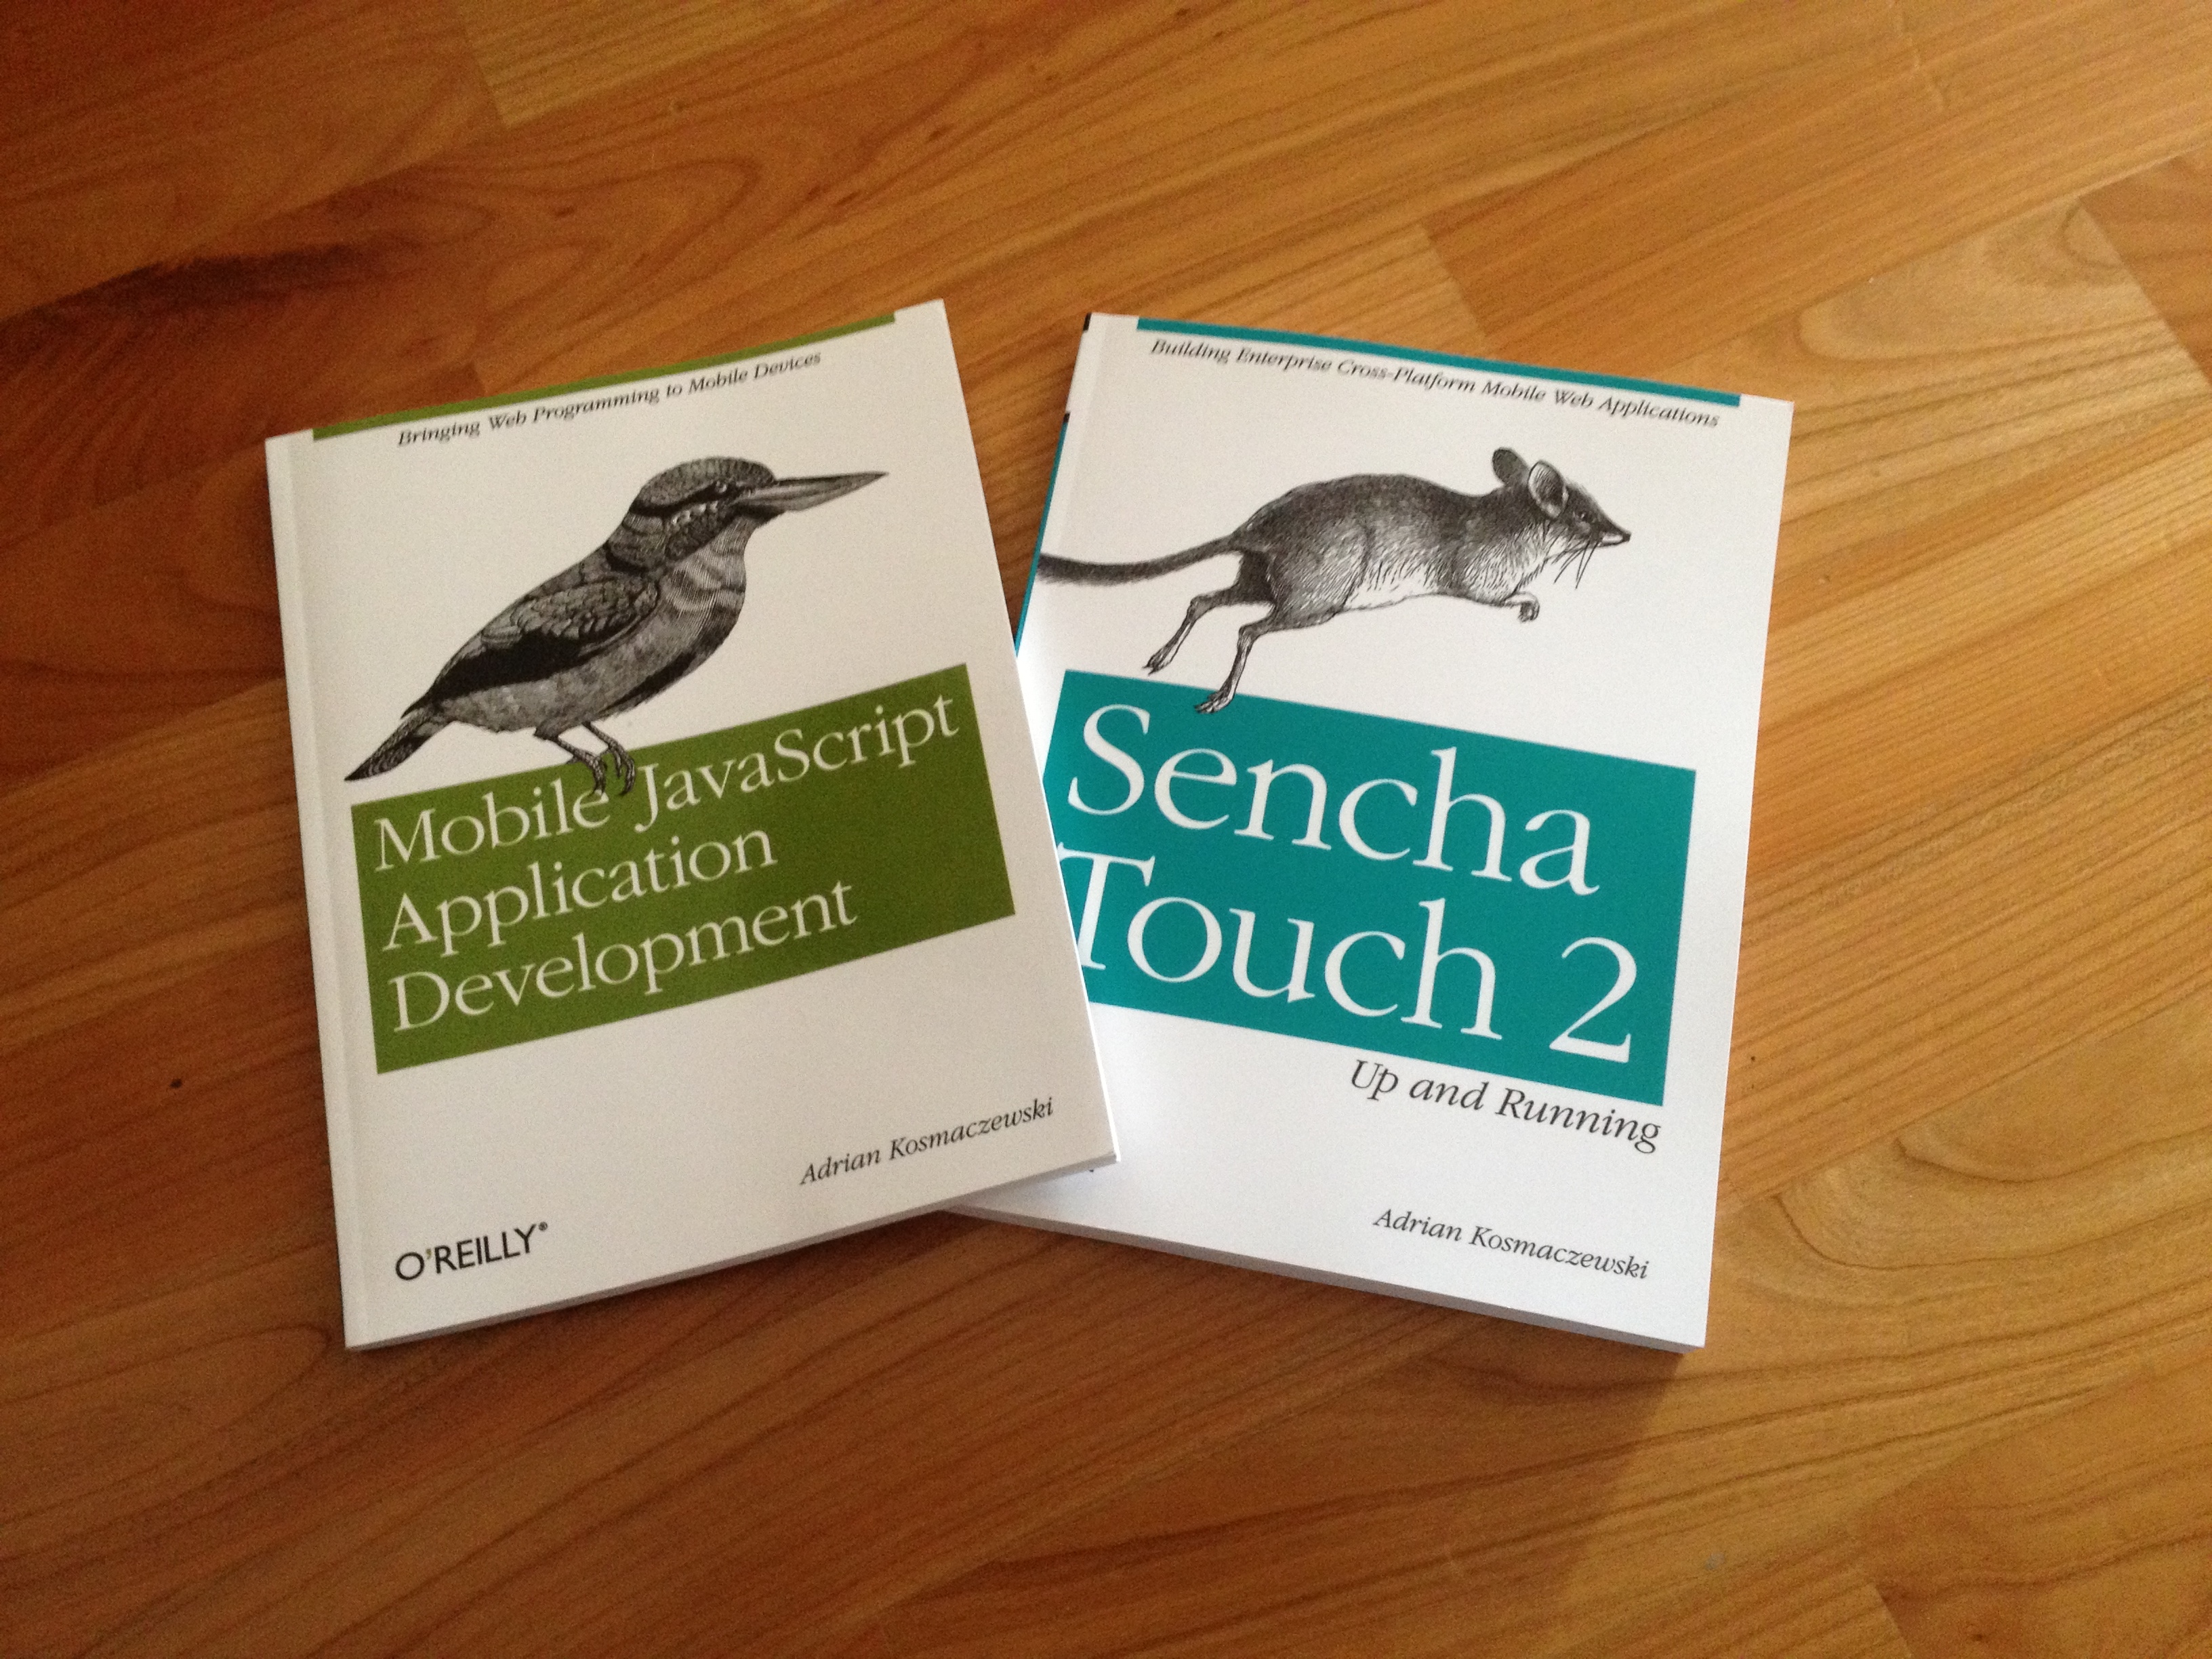 Bringing Web Programming to Mobile Devices
Mobile JavaScript
Application
Development
Adrian Kosmaczewski
O'REILLY®
Building Enterprise Cross-Platform Mobile Web Applications
Sencha
Touch 2
Up and Running
Adrian Kosmaczewski